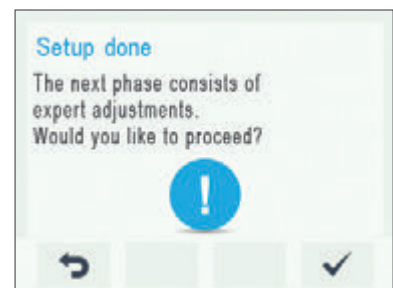 Setup done
The next phase consists of
expert adjustments.
Would you like to proceed?
!